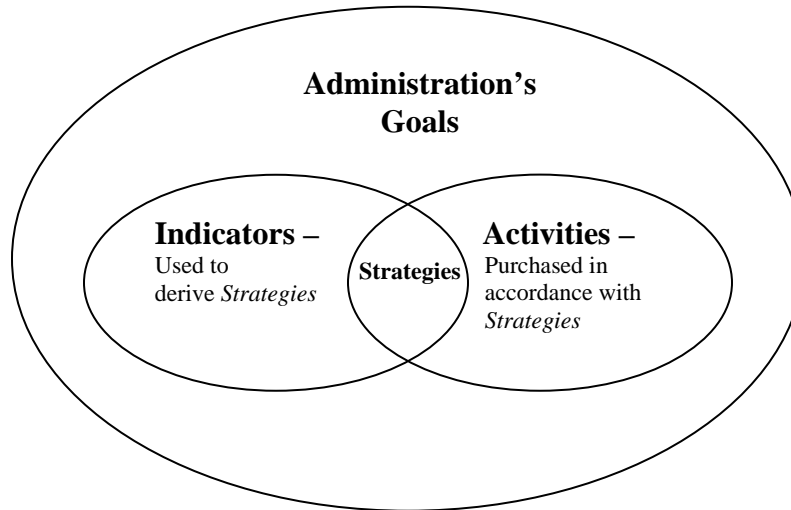 Administration’s
Goals
Indicators –
Used to
derive Strategies
Strategies
Activities –
Purchased in
accordance with
Strategies